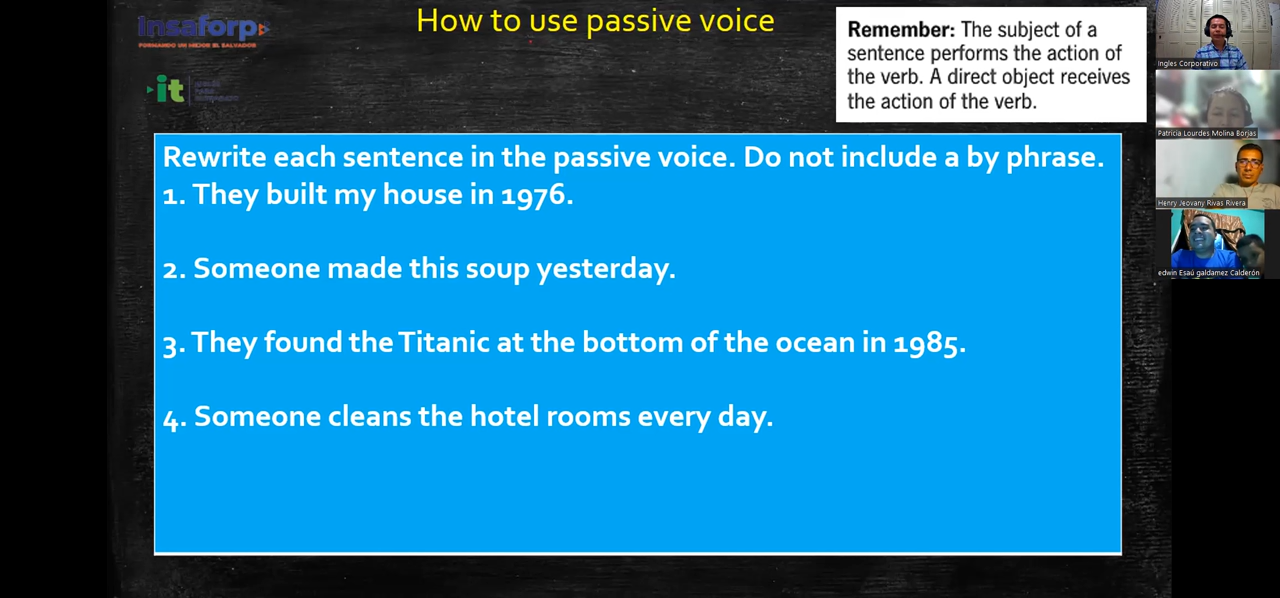 insaforp
FORMANDO UN MEJOR EL SALVADOR
it
How to use passive voice
Remember: The subject of a
sentence performs the action of
the verb. A direct object receives
the action of the verb.
Rewrite each sentence in the passive voice. Do not include a by phrase.
1. They built my house in 1976.
2. Someone made this soup yesterday.
3. They found the Titanic at the bottom of the ocean in 1985.
4. Someone cleans the hotel rooms every day.
Ingles Corporativo
Patricia Lourdes Molina Borjas
Henry Jeovany Rivas Rivera
edwin Esaú galdamez Calderón